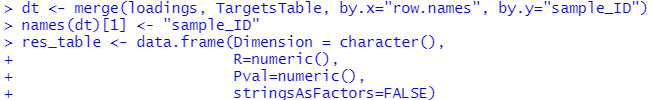 > dt <- merge(loadings, TargetsTable, by.x="row.names", by.y="sample_ID")
> names(dt)[1] <- "sample_ID"
> res_table <- data.frame(Dimension = character(),
+                         R=numeric(),
+                         Pval=numeric(),
+                         stringsAsFactors=FALSE)